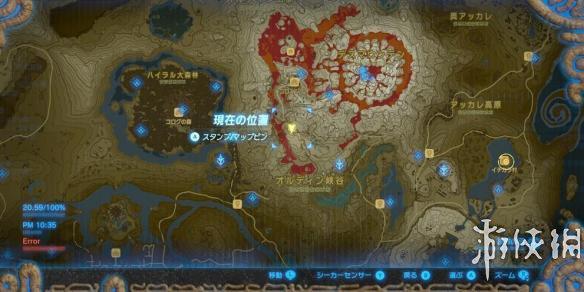 真アッカレ
ハイラル大森林
アッカレ高原
コログの森
現在の位置
A スタンプ/マップピン
イチカラ村
オルディン峡谷
20.59/100%
PM 10:35
Error
移動 L
シーカーセンサー Y
戻る B
選ぶ A
ズーム R
游侠網